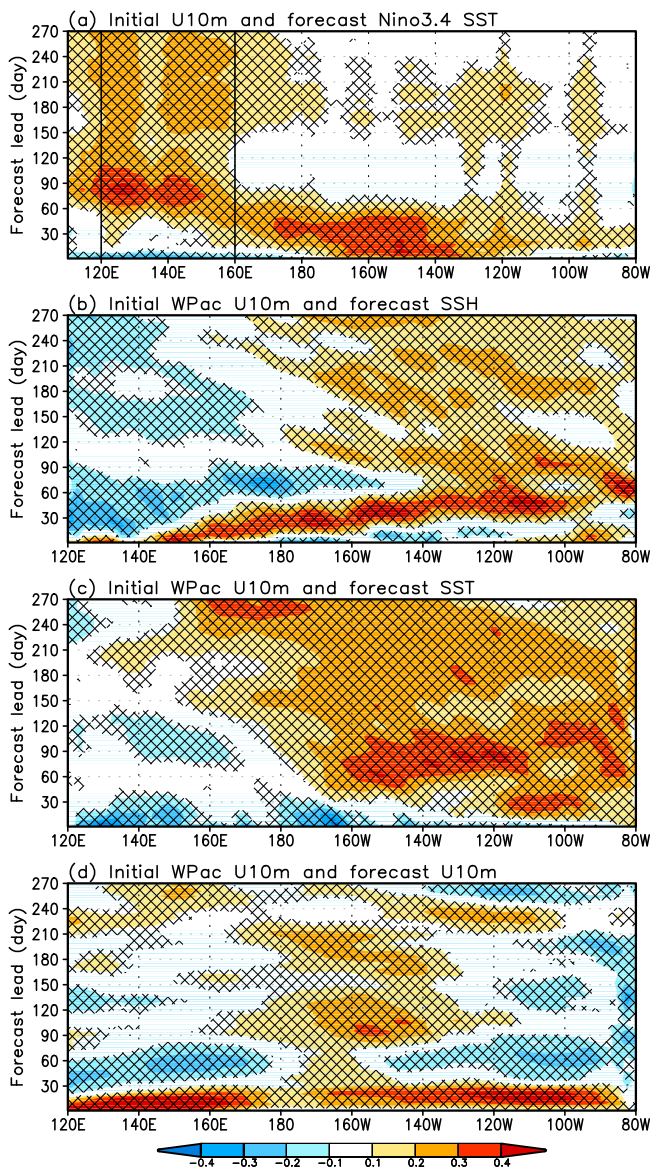 (a) Initial U10m and forecast Nino3.4 SST
270
240
210
180
150
120
90
60
30
Forecast lead (day)
120E 140E 160E 180 160W 140W 120W 100W 80W
(b) Initial WPac U10m and forecast SSH
270
240
210
180
150
120
90
60
30
Forecast lead (day)
120E 140E 160E 180 160W 140W 120W 100W 80W
(c) Initial WPac U10m and forecast SST
270
240
210
180
150
120
90
60
30
Forecast lead (day)
120E 140E 160E 180 160W 140W 120W 100W 80W
(d) Initial WPac U10m and forecast U10m
270
240
210
180
150
120
90
60
30
Forecast lead (day)
120E 140E 160E 180 160W 140W 120W 100W 80W
-0.4 -0.3 -0.2 -0.1 0.1 0.2 0.3 0.4